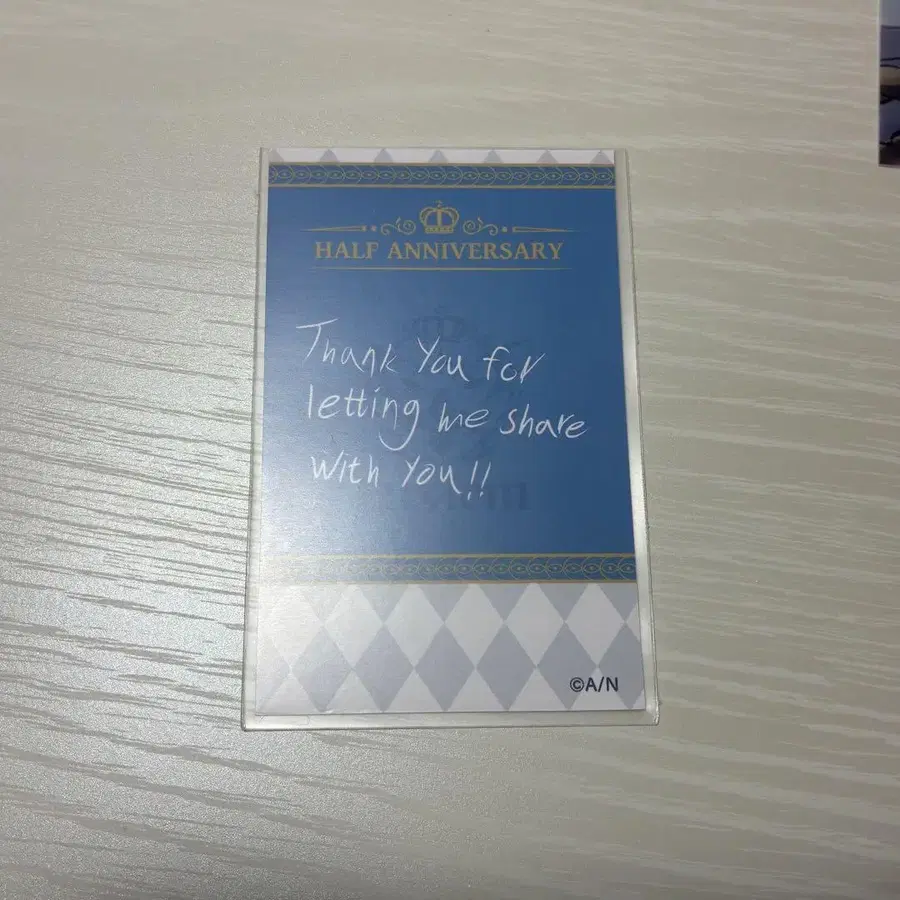 HALF ANNIVERSARY
Thank You for
letting me share
with You!!
©A/N